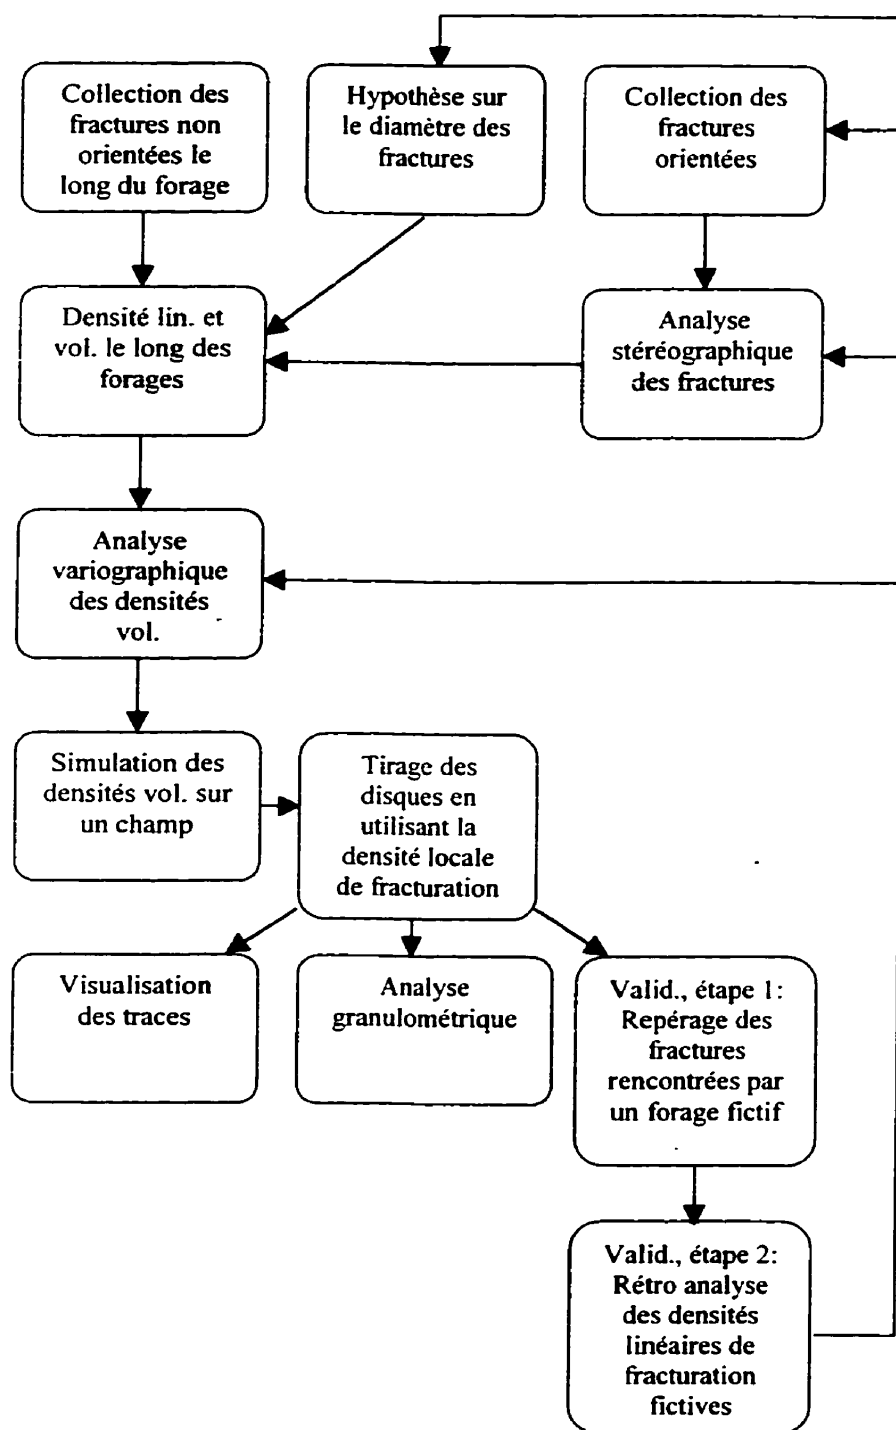 Collection des
fractures non
orientées le
long du forage
Hypothèse sur
le diamètre des
fractures
Collection des
fractures
orientées
Densité lin. et
vol. le long des
forages
Analyse
stéréographique
des fractures
Analyse
variographique
des densités
vol.
Simulation des
densités vol. sur
un champ
Tirage des
disques en
utilisant la
densité locale
de fracturation
Visualisation
des traces
Analyse
granulométrique
Valid., étape 1:
Repérage des
fractures
rencontrées par
un forage fictif
Valid., étape 2:
Rétro analyse
des densités
linéaires de
fracturation
fictives